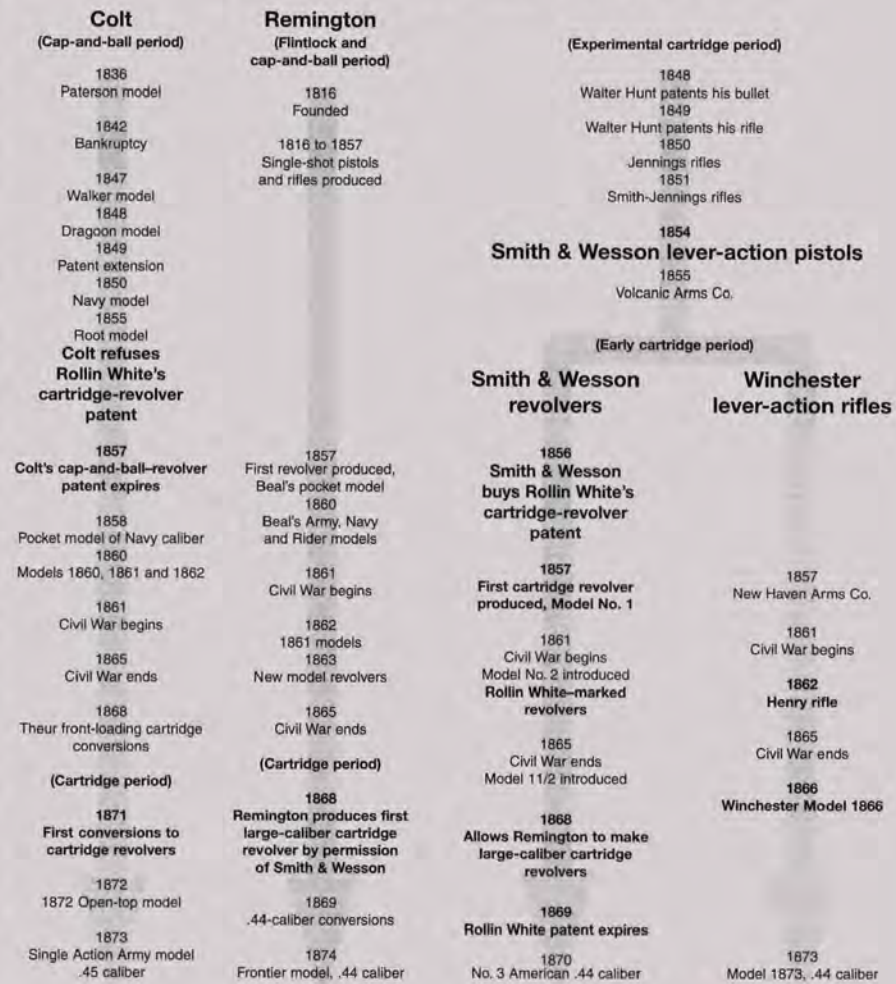 Colt
(Cap-and-ball period)
1836
Paterson model
1842
Bankruptcy
1847
Walker model
1848
Dragoon model
1849
Patent extension
1850
Navy model
1855
Root model
Colt refuses
Rollin White's
cartridge-revolver
patent
1857
Colt's cap-and-ball–revolver
patent expires
1858
Pocket model of Navy caliber
1860
Models 1860, 1861 and 1862
1861
Civil War begins
1865
Civil War ends
1868
Theur front-loading cartridge
conversions
(Cartridge period)
1871
First conversions to
cartridge revolvers
1872
1872 Open-top model
1873
Single Action Army model
.45 caliber
Remington
(Flintlock and
cap-and-ball period)
1816
Founded
1816 to 1857
Single-shot pistols
and rifles produced
1857
First revolver produced,
Beal's pocket model
1860
Beal's Army, Navy
and Rider models
1861
Civil War begins
1862
1861 models
1863
New model revolvers
1865
Civil War ends
(Cartridge period)
1868
Remington produces first
large-caliber cartridge
revolver by permission
of Smith & Wesson
1869
.44-caliber conversions
1874
Frontier model, .44 caliber
(Experimental cartridge period)
1848
Walter Hunt patents his bullet
1849
Walter Hunt patents his rifle
1850
Jennings rifles
1851
Smith-Jennings rifles
1854
Smith & Wesson lever-action pistols
1855
Volcanic Arms Co.
(Early cartridge period)
Smith & Wesson
revolvers
1856
Smith & Wesson
buys Rollin White's
cartridge-revolver
patent
1857
First cartridge revolver
produced, Model No. 1
1861
Civil War begins
Model No. 2 introduced
Rollin White–marked
revolvers
1865
Civil War ends
Model 11/2 introduced
1868
Allows Remington to make
large-caliber cartridge
revolvers
1869
Rollin White patent expires
1870
No. 3 American .44 caliber
Winchester
lever-action rifles
1857
New Haven Arms Co.
1861
Civil War begins
1862
Henry rifle
1865
Civil War ends
1866
Winchester Model 1866
1873
Model 1873, .44 caliber